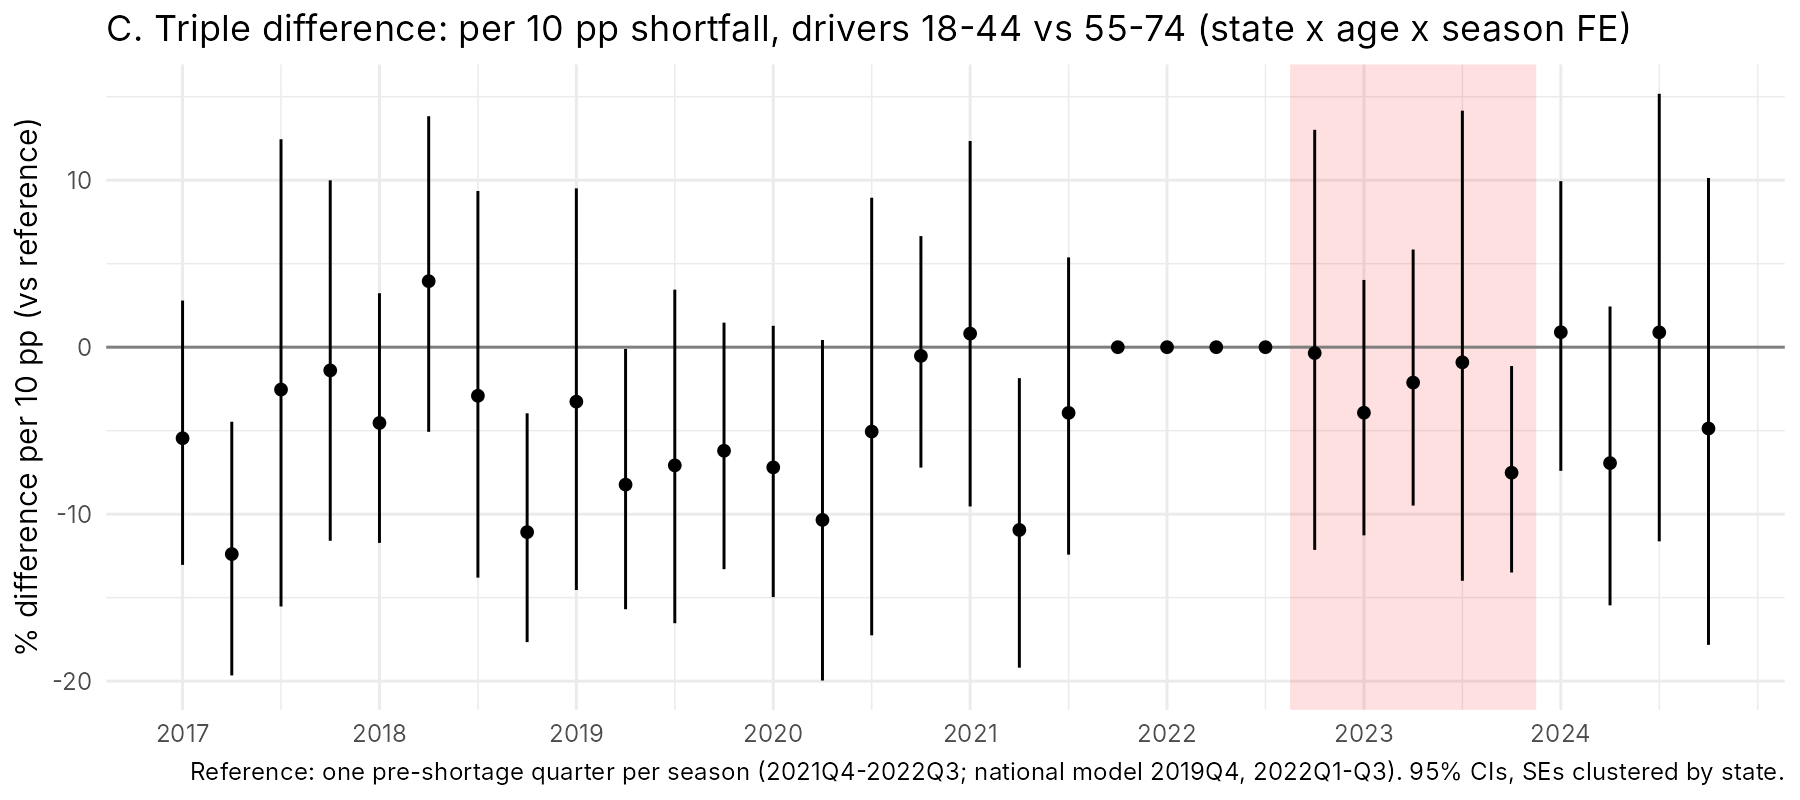 C. Triple difference: per 10 pp shortfall, drivers 18-44 vs 55-74 (state x age x season FE)
% difference per 10 pp (vs reference)
10
0
-10
-20
2017 2018 2019 2020 2021 2022 2023 2024
Reference: one pre-shortage quarter per season (2021Q4-2022Q3; national model 2019Q4, 2022Q1-Q3). 95% CIs, SEs clustered by state.